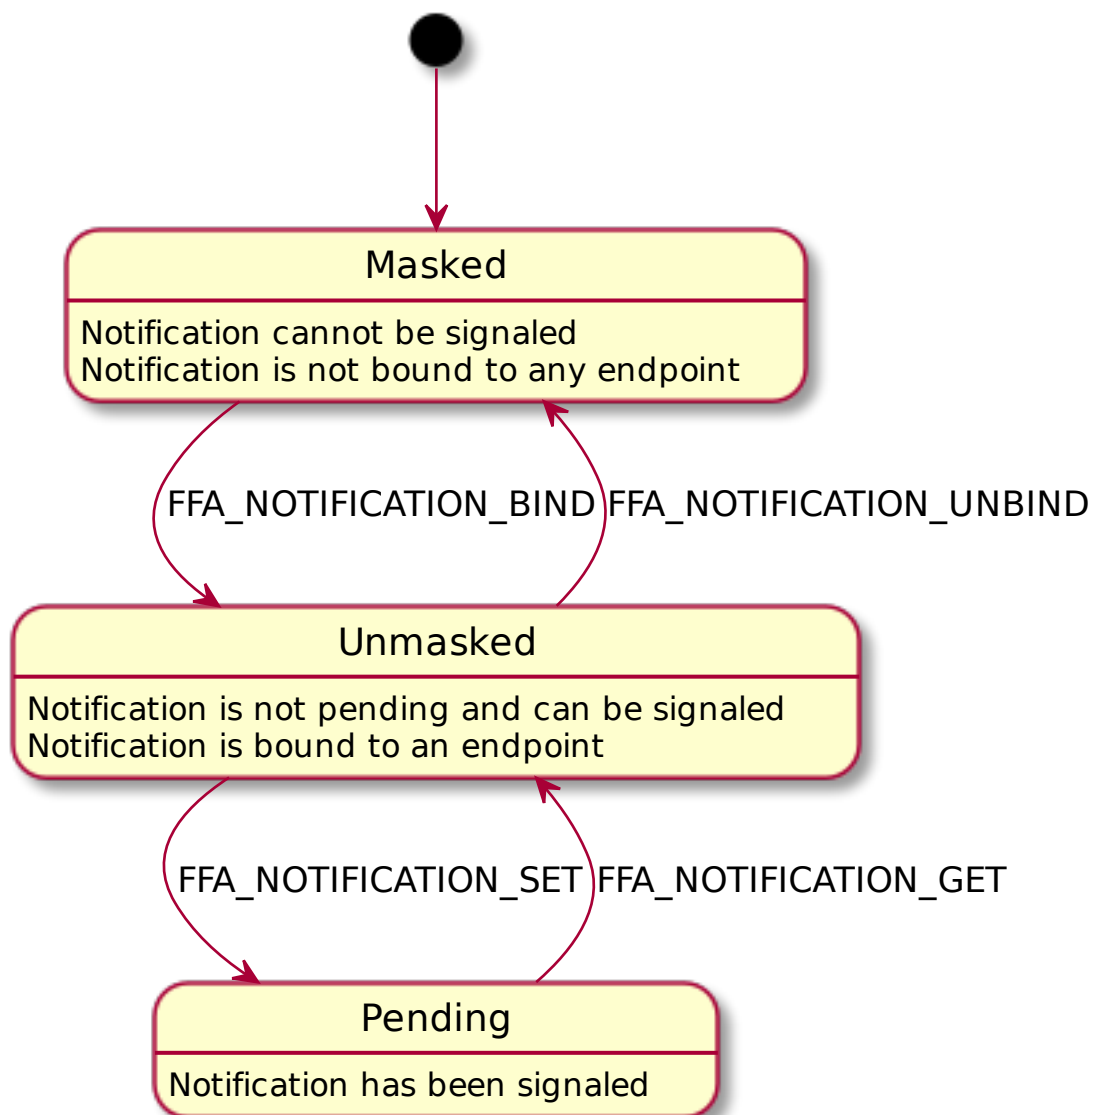 Masked
Notification cannot be signaled
Notification is not bound to any endpoint
FFA_NOTIFICATION_BIND
FFA_NOTIFICATION_UNBIND
Unmasked
Notification is not pending and can be signaled
Notification is bound to an endpoint
FFA_NOTIFICATION_SET
FFA_NOTIFICATION_GET
Pending
Notification has been signaled